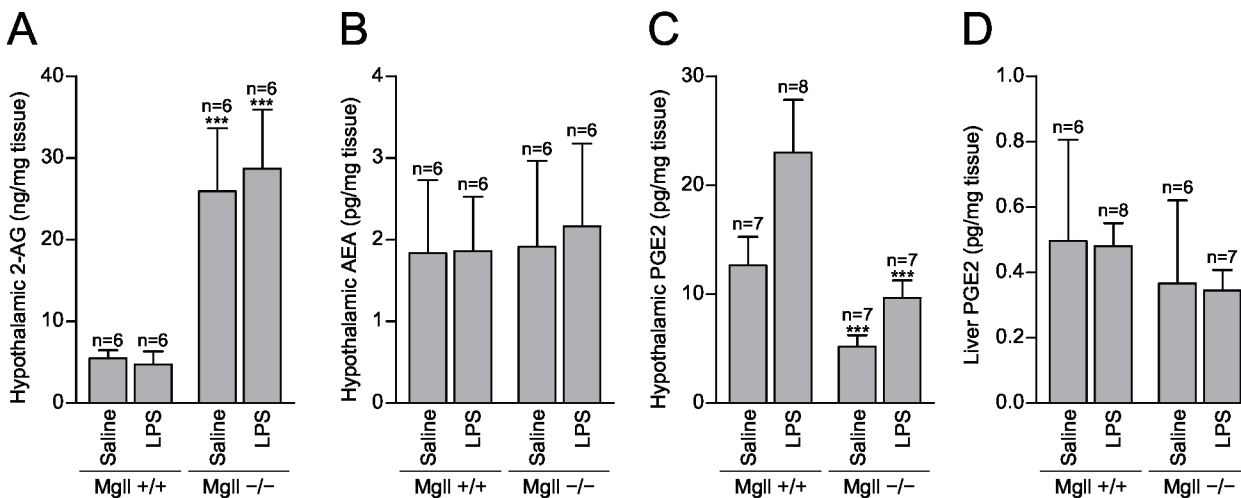 A
Hypothalamic 2-AG (ng/mg tissue)
40
30
20
10
0
n=6
n=6
n=6
***
n=6
***
Saline
LPS
Saline
LPS
Mgll +/+
Mgll −/−
B
Hypothalamic AEA (pg/mg tissue)
4
3
2
1
0
n=6
n=6
n=6
n=6
Saline
LPS
Saline
LPS
Mgll +/+
Mgll −/−
C
Hypothalamic PGE2 (pg/mg tissue)
30
20
10
0
n=7
n=8
n=7
***
n=7
***
Saline
LPS
Saline
LPS
Mgll +/+
Mgll −/−
D
Liver PGE2 (pg/mg tissue)
1.0
0.8
0.6
0.4
0.2
0.0
n=6
n=8
n=6
n=7
Saline
LPS
Saline
LPS
Mgll +/+
Mgll −/−